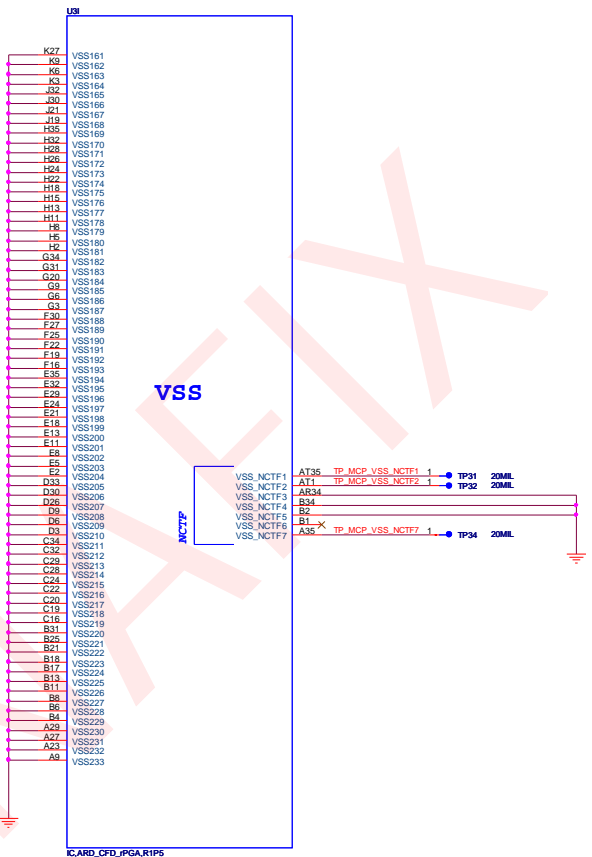 U3I
K27 VSS161
K9 VSS162
K6 VSS163
K3 VSS164
J32 VSS165
J30 VSS166
J21 VSS167
J19 VSS168
H35 VSS169
H32 VSS170
H28 VSS171
H26 VSS172
H24 VSS173
H22 VSS174
H18 VSS175
H15 VSS176
H13 VSS177
H11 VSS178
H8 VSS179
H5 VSS180
H2 VSS181
G34 VSS182
G31 VSS183
G20 VSS184
G9 VSS185
G6 VSS186
G3 VSS187
F30 VSS188
F27 VSS189
F25 VSS190
F22 VSS191
F19 VSS192
F16 VSS193
E35 VSS194
E32 VSS195
E29 VSS196
E24 VSS197
E21 VSS198
E18 VSS199
E13 VSS200
E11 VSS201
E8 VSS202
E5 VSS203
E2 VSS204
D33 VSS205
D30 VSS206
D26 VSS207
D9 VSS208
D6 VSS209
D3 VSS210
C34 VSS211
C32 VSS212
C29 VSS213
C28 VSS214
C24 VSS215
C22 VSS216
C20 VSS217
C19 VSS218
C16 VSS219
B31 VSS220
B25 VSS221
B21 VSS222
B18 VSS223
B17 VSS224
B13 VSS225
B11 VSS226
B8 VSS227
B6 VSS228
B4 VSS229
A29 VSS230
A27 VSS231
A23 VSS232
A9 VSS233
VSS
NCTF
VSS_NCTF1 AT35 TP_MCP_VSS_NCTF1 1 TP31 20MIL
VSS_NCTF2 AT1 TP_MCP_VSS_NCTF2 1 TP32 20MIL
VSS_NCTF3 AR34
VSS_NCTF4 B34
VSS_NCTF5 B2
VSS_NCTF6 B1
VSS_NCTF7 A35 TP_MCP_VSS_NCTF7 1 TP34 20MIL
IC,ARD_CFD_rPGA,R1P5
AFIX